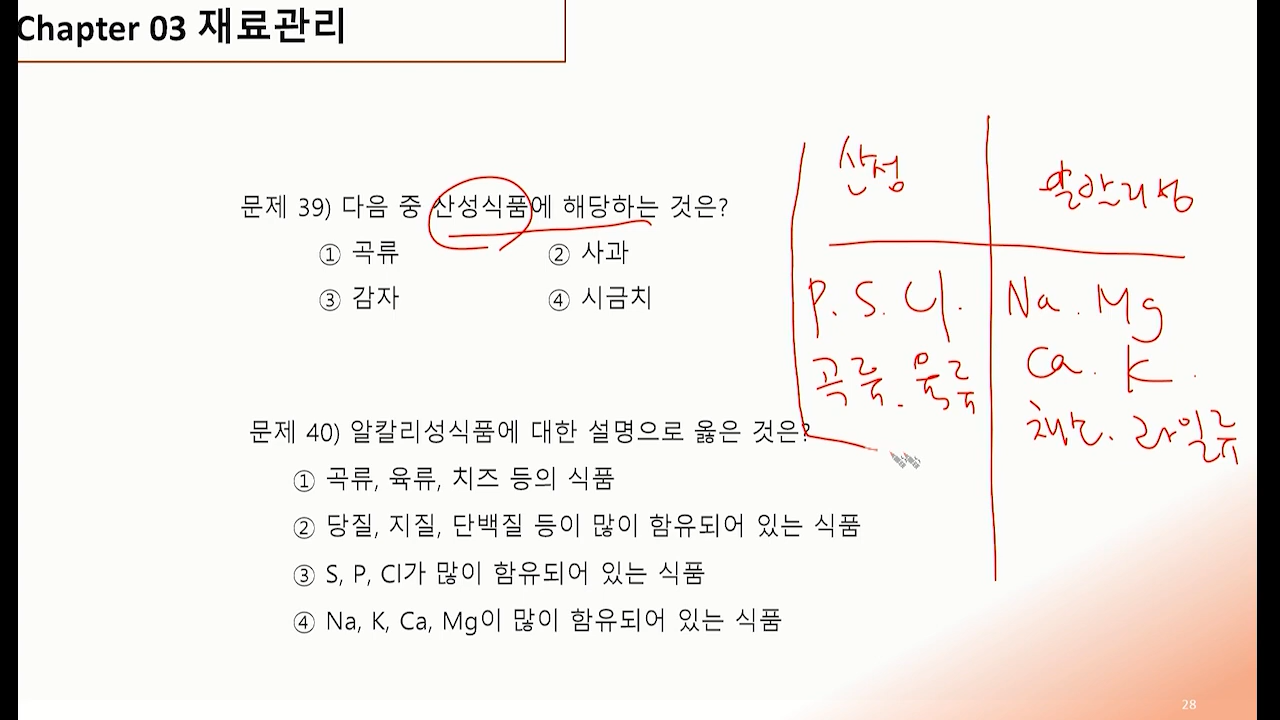 Chapter 03 재료관리
문제 39) 다음 중 산성식품에 해당하는 것은?
① 곡류 ② 사과
③ 감자 ④ 시금치
문제 40) 알칼리성식품에 대한 설명으로 옳은 것은?
① 곡류, 육류, 치즈 등의 식품
② 당질, 지질, 단백질 등이 많이 함유되어 있는 식품
③ S, P, Cl가 많이 함유되어 있는 식품
④ Na, K, Ca, Mg이 많이 함유되어 있는 식품
산성 알칼리성
P. S. Cl. Na. Mg
Ca. K.
곡류. 육류
28